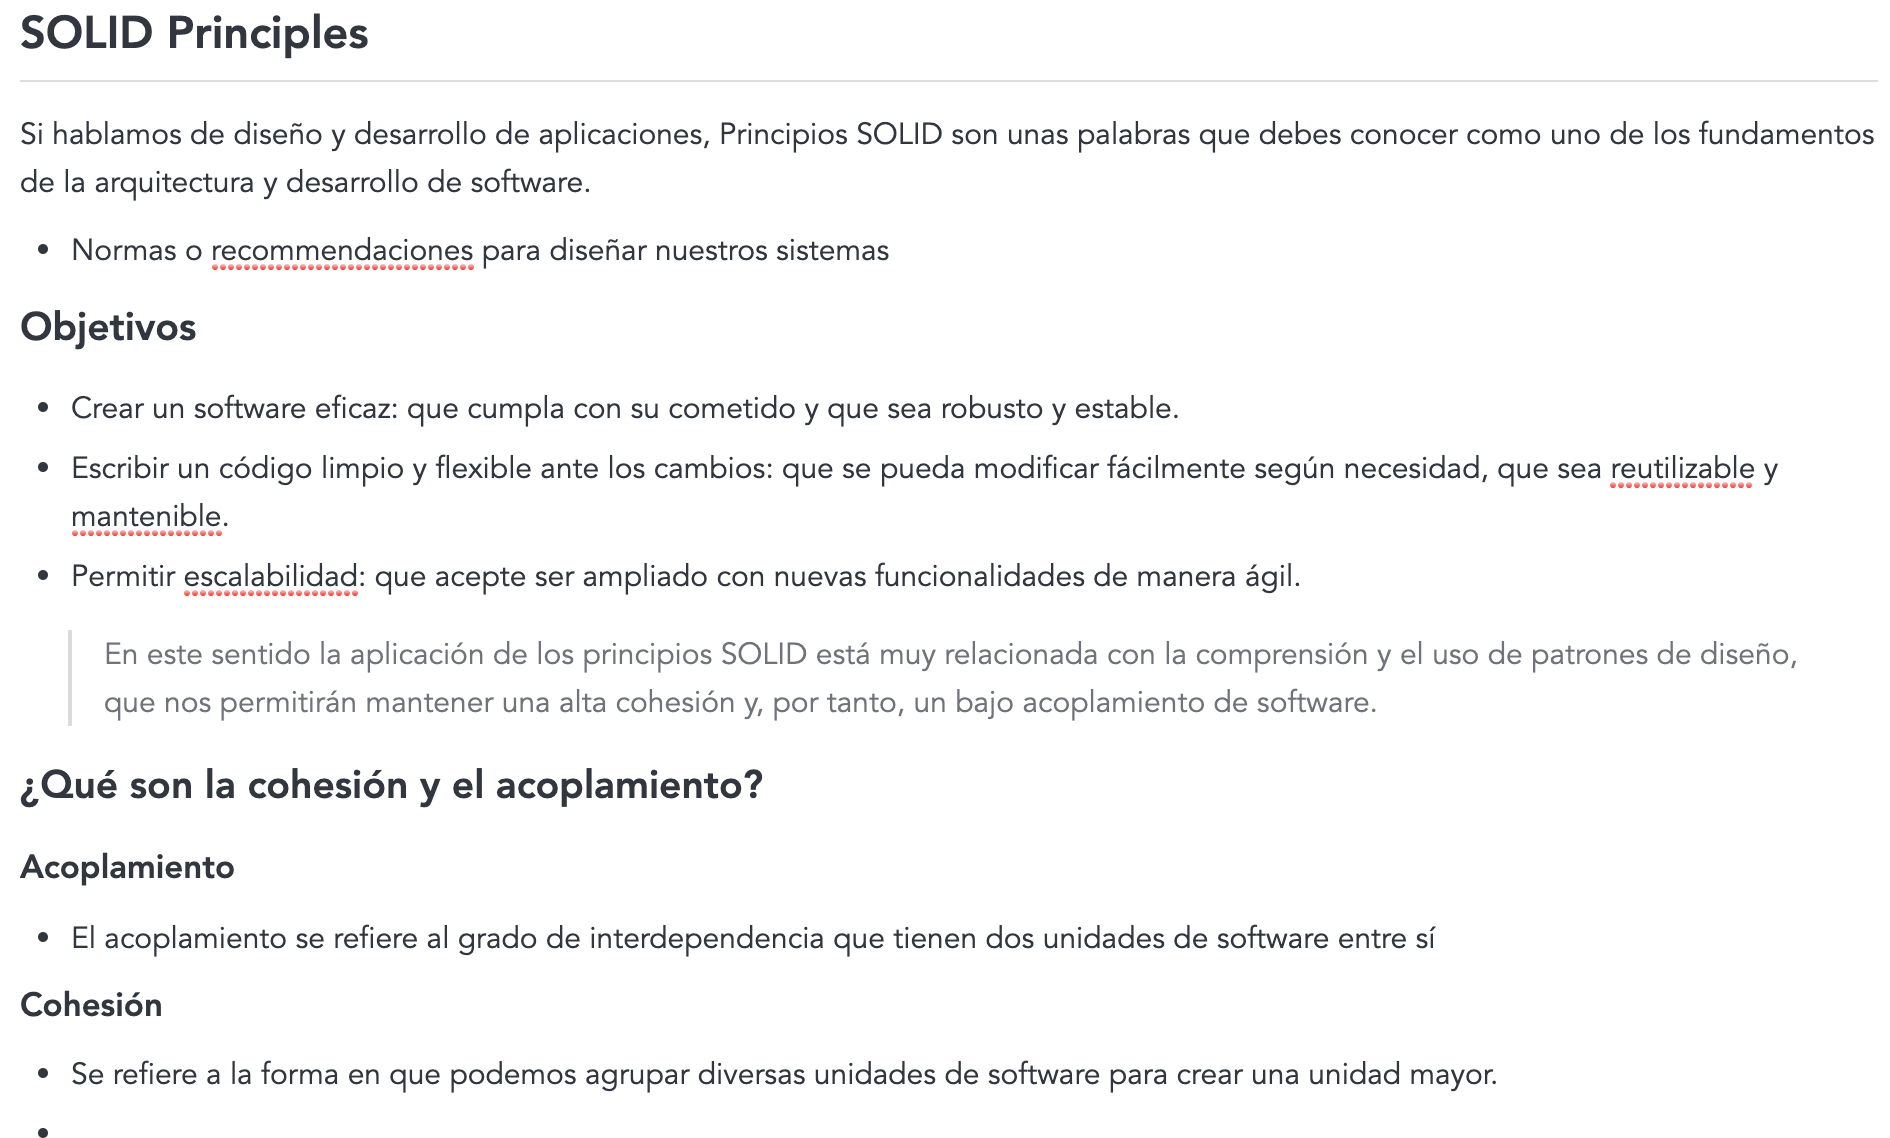 SOLID Principles
Si hablamos de diseño y desarrollo de aplicaciones, Principios SOLID son unas palabras que debes conocer como uno de los fundamentos
de la arquitectura y desarrollo de software.
• Normas o recommendaciones para diseñar nuestros sistemas
Objetivos
• Crear un software eficaz: que cumpla con su cometido y que sea robusto y estable.
• Escribir un código limpio y flexible ante los cambios: que se pueda modificar fácilmente según necesidad, que sea reutilizable y
mantenible.
• Permitir escalabilidad: que acepte ser ampliado con nuevas funcionalidades de manera ágil.
En este sentido la aplicación de los principios SOLID está muy relacionada con la comprensión y el uso de patrones de diseño,
que nos permitirán mantener una alta cohesión y, por tanto, un bajo acoplamiento de software.
¿Qué son la cohesión y el acoplamiento?
Acoplamiento
• El acoplamiento se refiere al grado de interdependencia que tienen dos unidades de software entre sí
Cohesión
• Se refiere a la forma en que podemos agrupar diversas unidades de software para crear una unidad mayor.
•